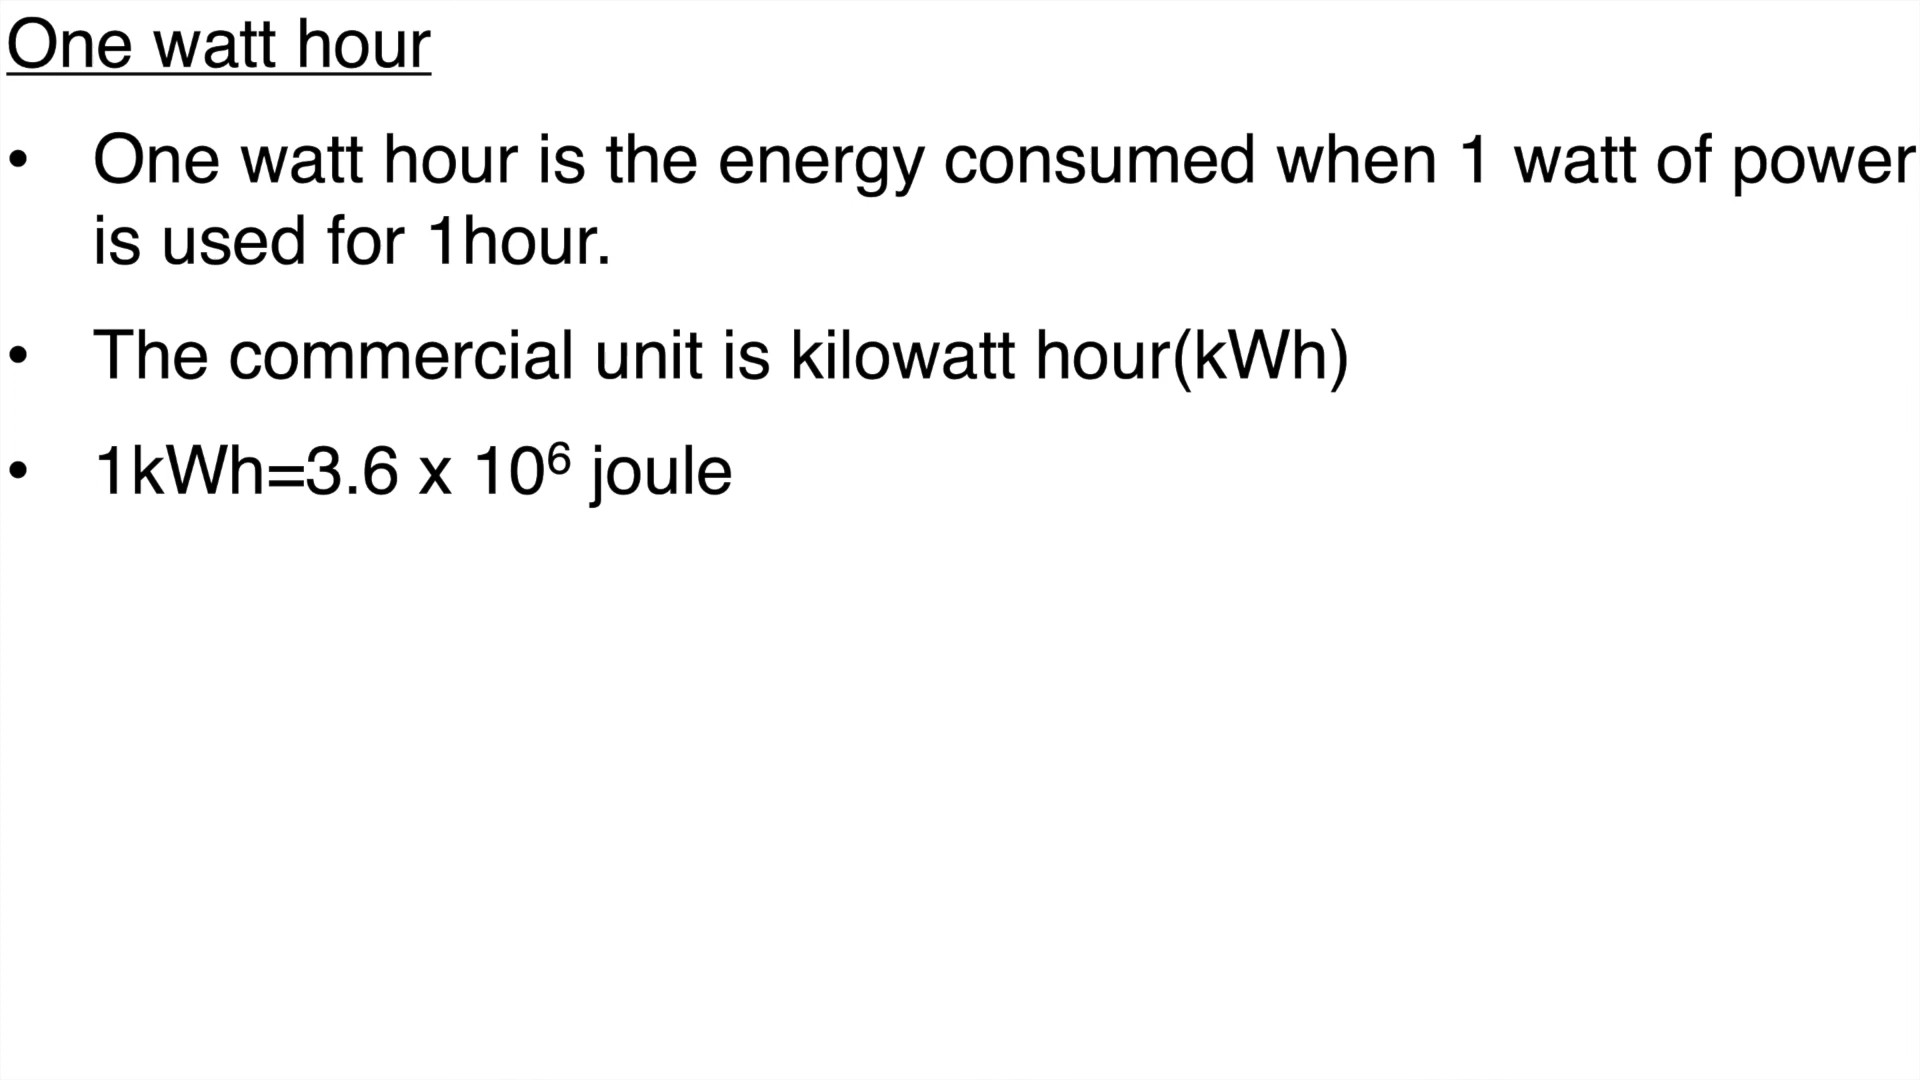 One watt hour
• One watt hour is the energy consumed when 1 watt of power
is used for 1hour.
• The commercial unit is kilowatt hour(kWh)
• 1kWh=3.6 x 10⁶ joule